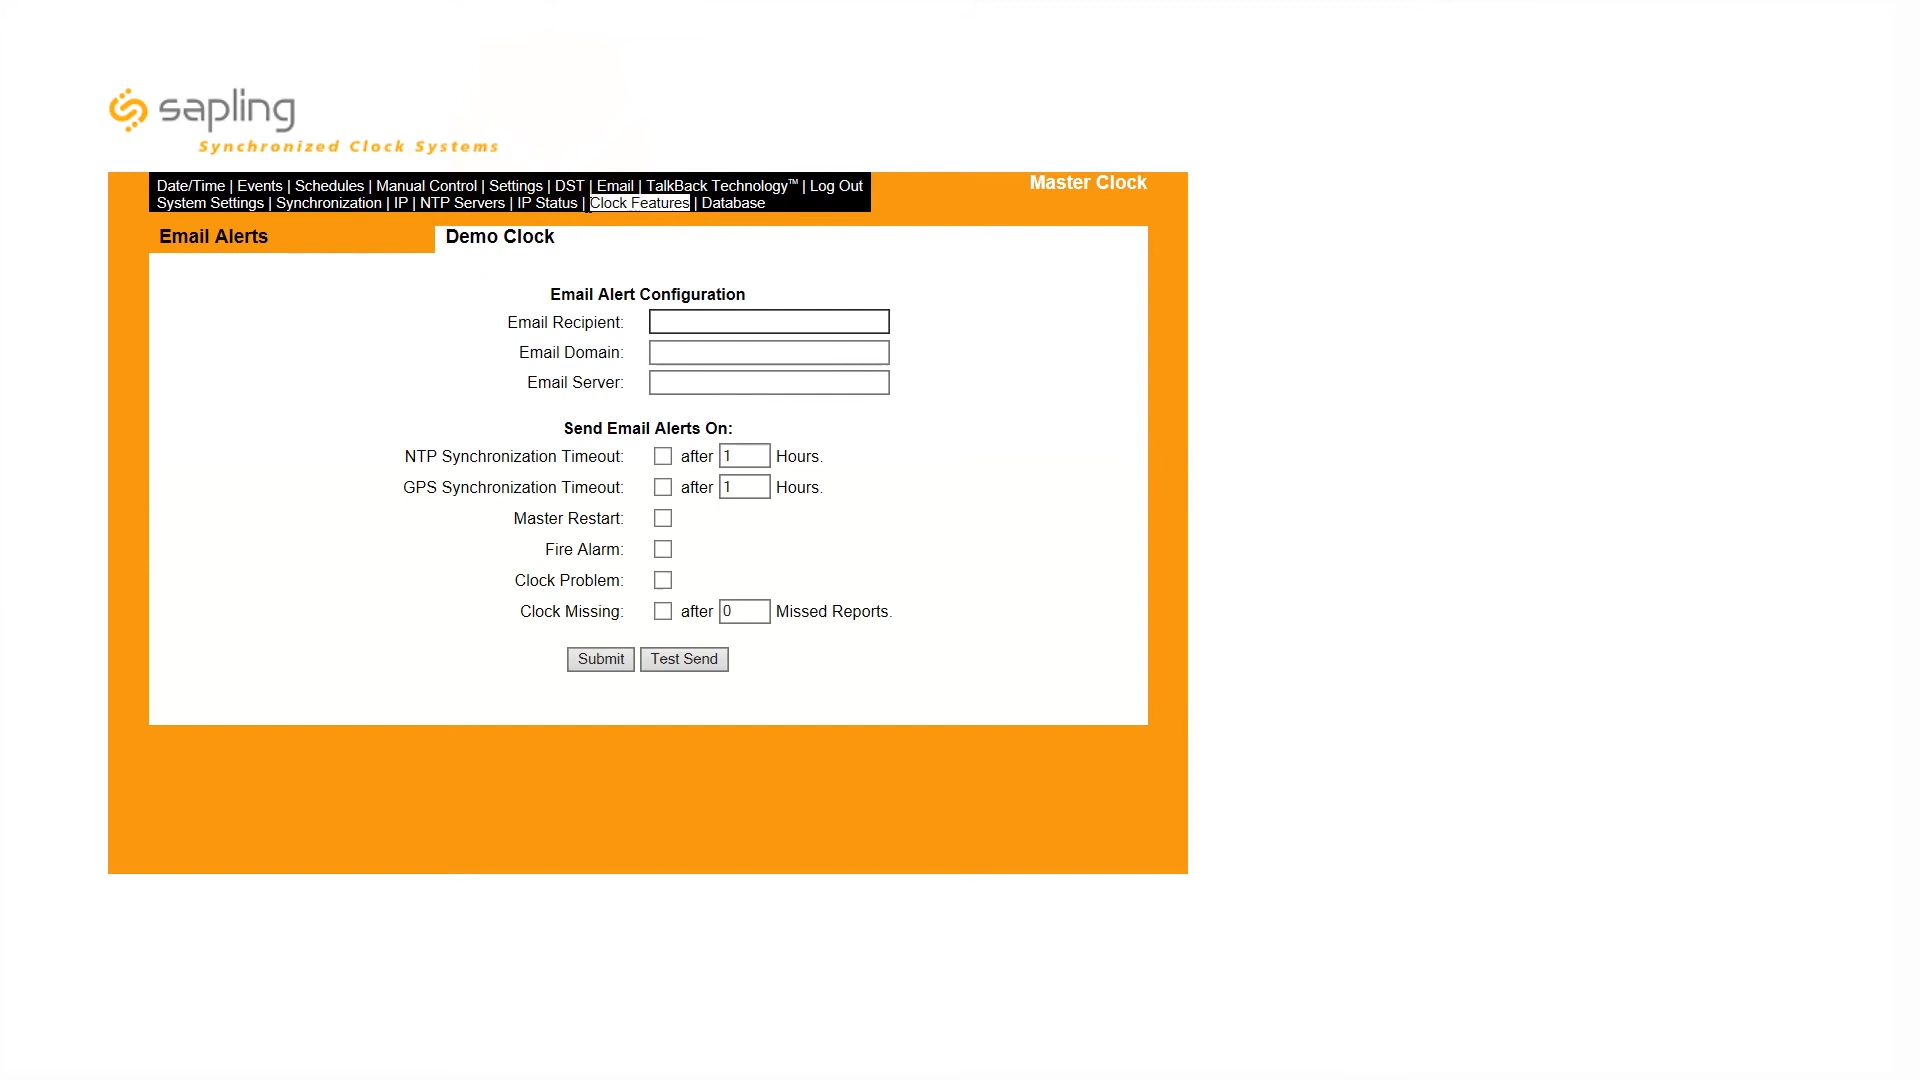 sapling
Synchronized Clock Systems
Master Clock
Date/Time | Events | Schedules | Manual Control | Settings | DST | Email | TalkBack Technology™ | Log Out
System Settings | Synchronization | IP | NTP Servers | IP Status | Clock Features | Database
Email Alerts Demo Clock
Email Alert Configuration
Email Recipient:
Email Domain:
Email Server:
Send Email Alerts On:
NTP Synchronization Timeout: after 1 Hours.
GPS Synchronization Timeout: after 1 Hours.
Master Restart:
Fire Alarm:
Clock Problem:
Clock Missing: after 0 Missed Reports.
Submit Test Send